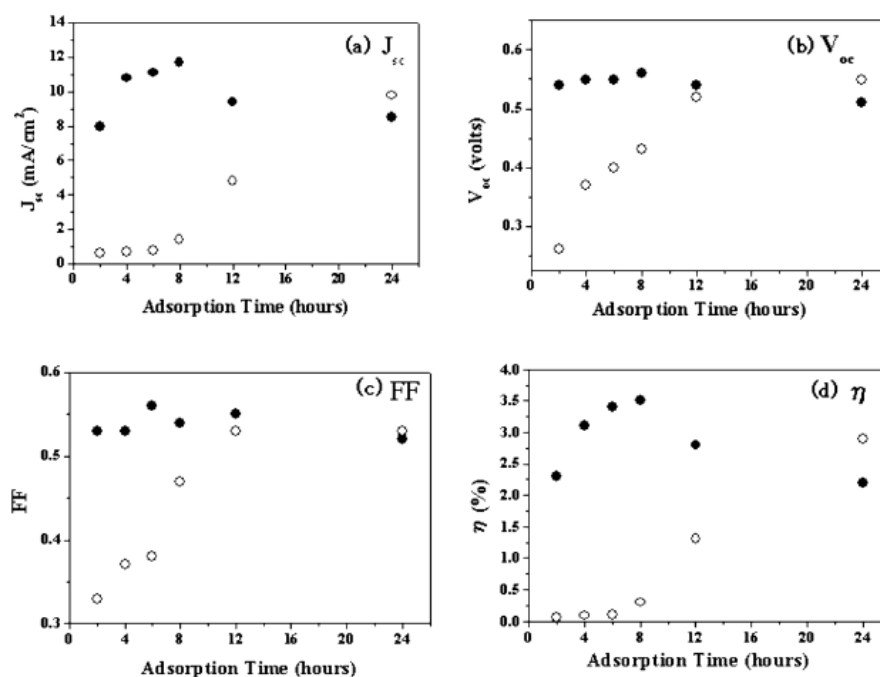 (a) J_sc
14
12
10
8
6
4
2
0
J_sc (mA/cm²)
0 4 8 12 16 20 24
Adsorption Time (hours)
(b) V_oc
0.6
0.5
0.4
0.3
V_oc (volts)
0 4 8 12 16 20 24
Adsorption Time (hours)
(c) FF
0.6
0.5
0.4
0.3
FF
0 4 8 12 16 20 24
Adsorption Time (hours)
(d) η
4.0
3.5
3.0
2.5
2.0
1.5
1.0
0.5
0.0
η (%)
0 4 8 12 16 20 24
Adsorption Time (hours)